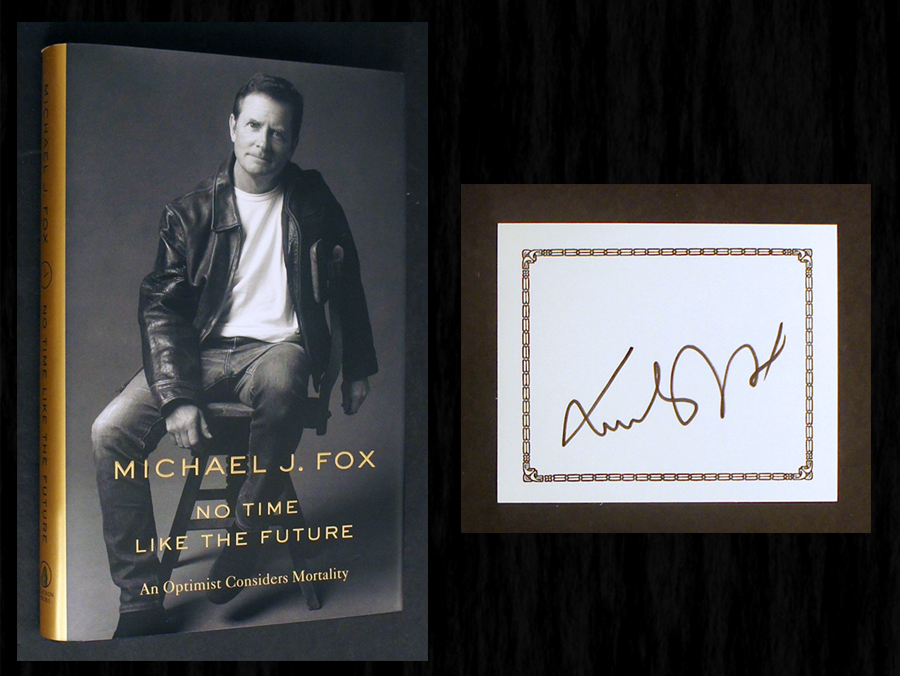 MICHAEL J. FOX
NO TIME LIKE THE FUTURE
MICHAEL J. FOX
NO TIME
LIKE THE FUTURE
An Optimist Considers Mortality